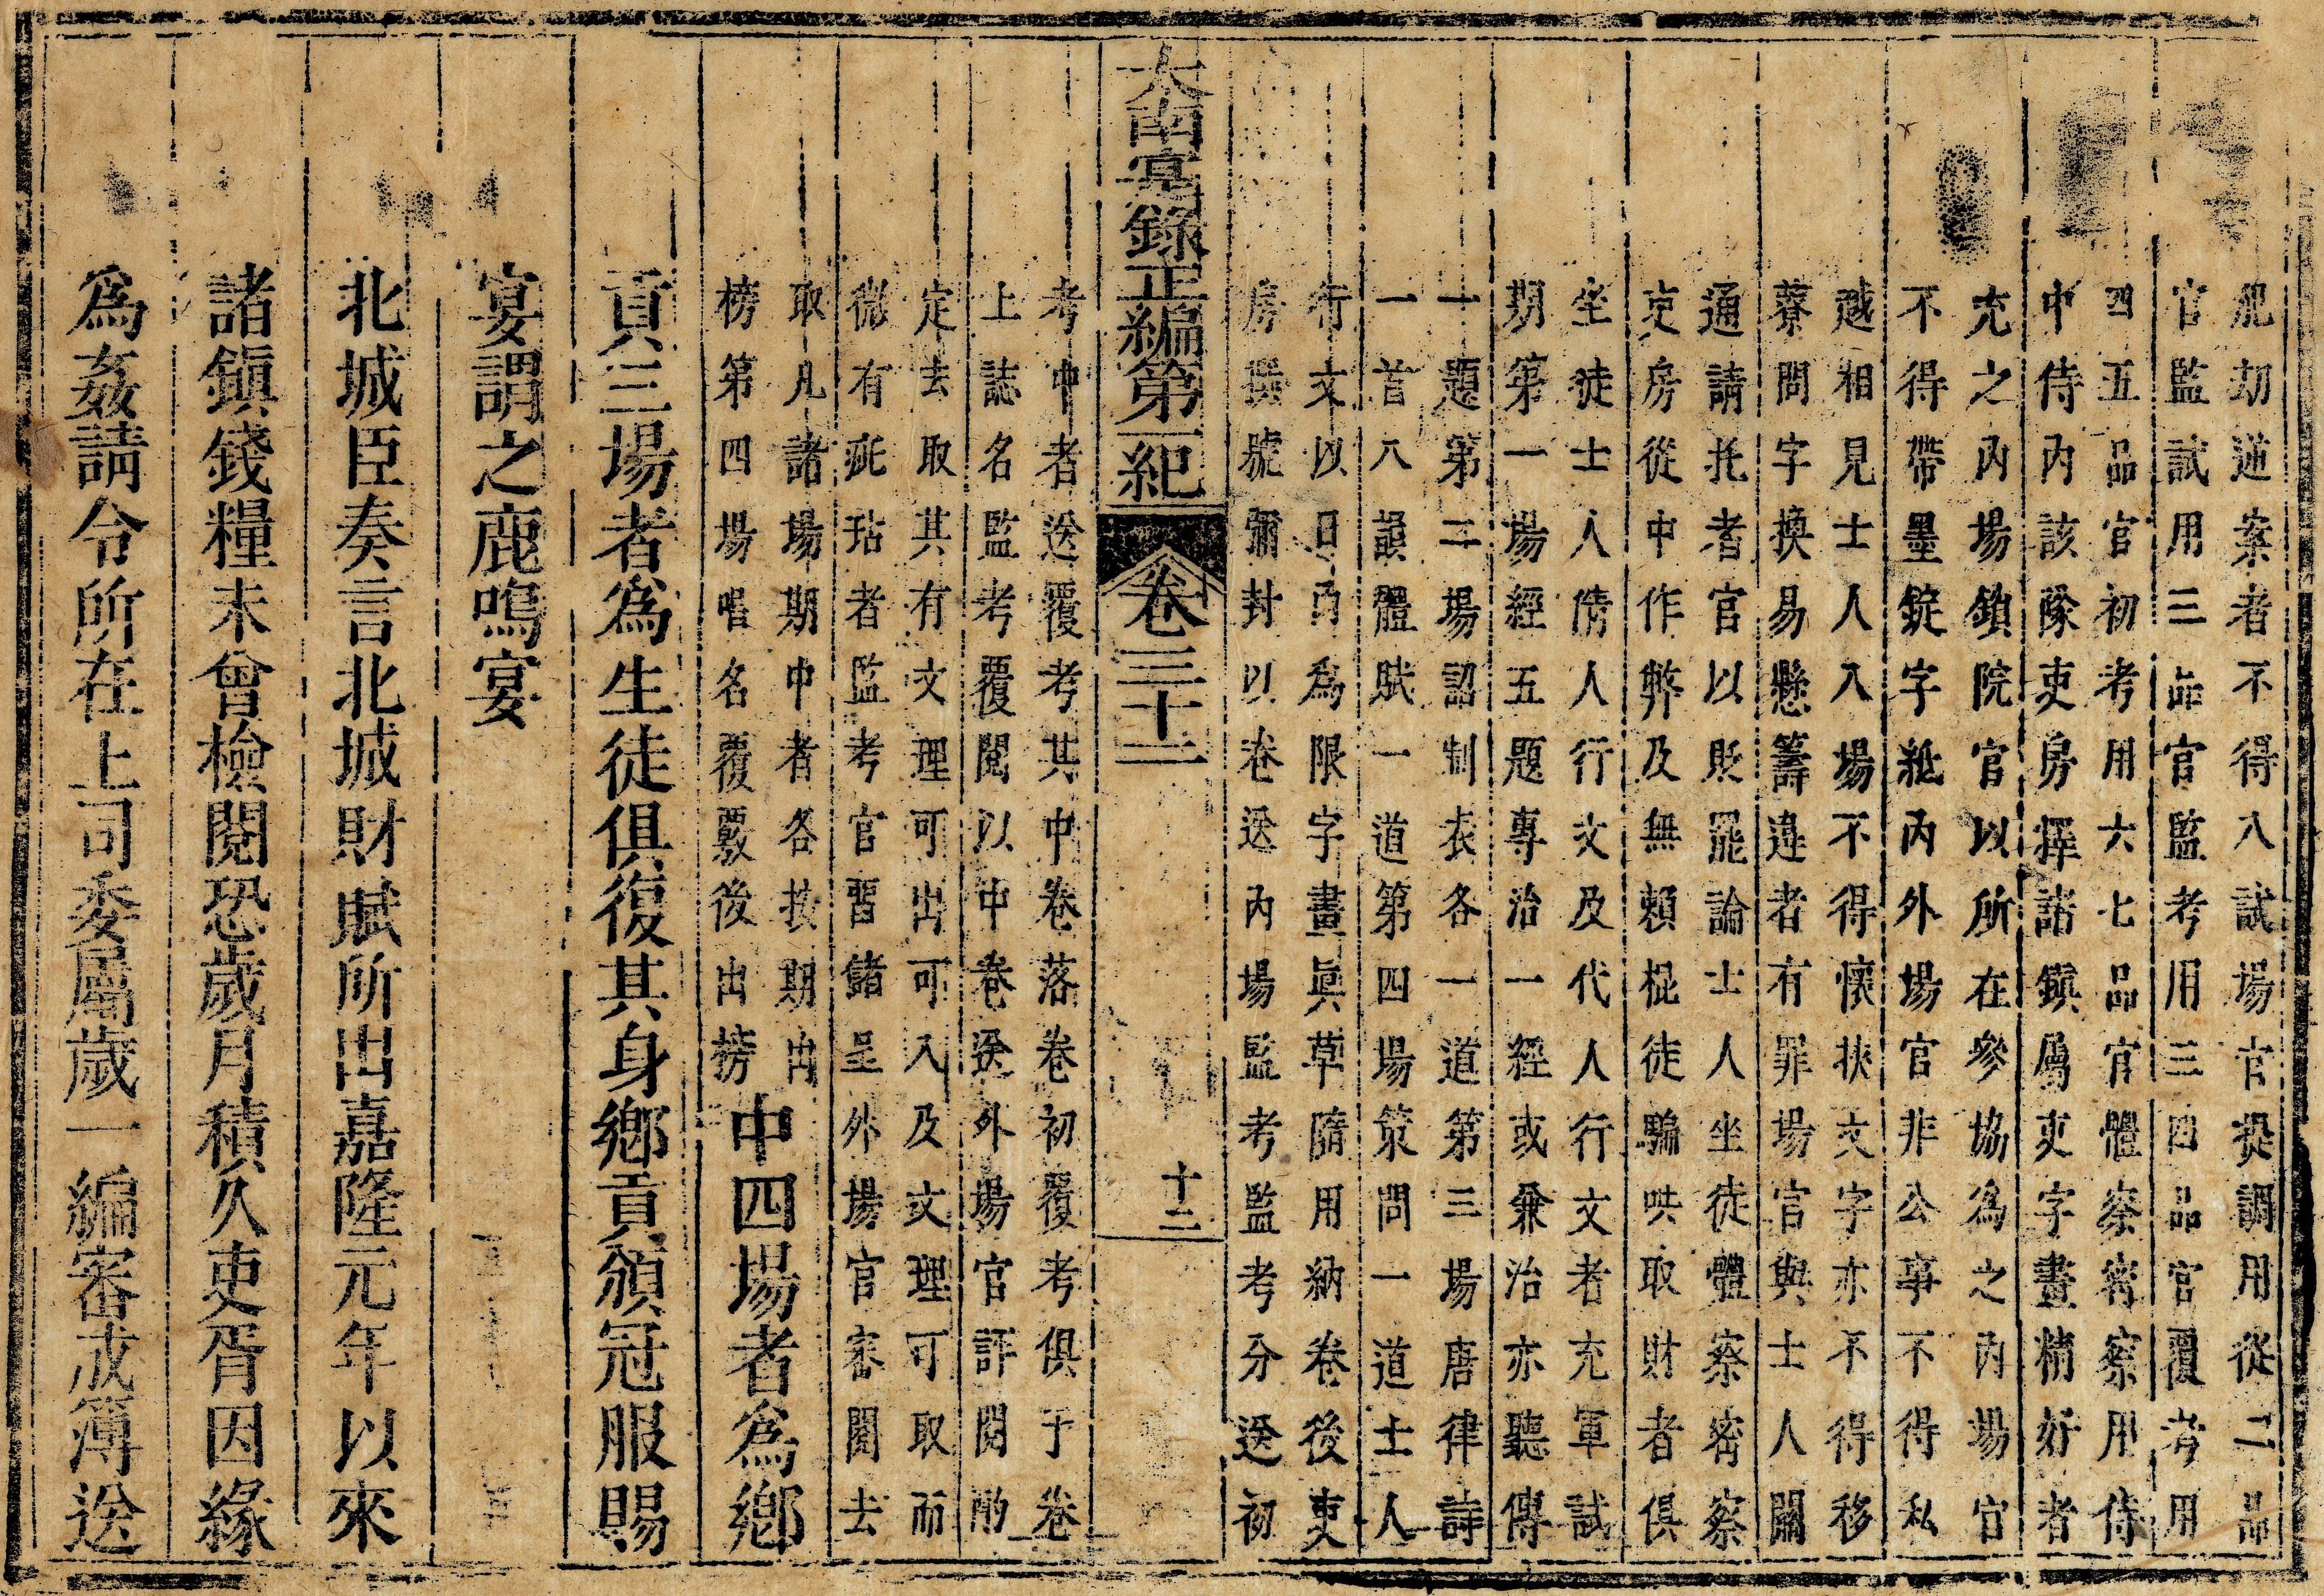 犯劫逆案者不得入試場官提調用從二品
官監試用三品官監考用三四品官覆考用
四五品官初考用六七品官體察審察用侍
中侍內該隊吏房擇諸鎮屬吏字畫精好者
充之內場鎖院官以所在參協為之內場官
不得帶墨錠字紙內外場官非公事不得私
越相見士人入場不得懷挾文字亦不得移
藔問字換易懸籌違者有罪場官與士人關
通請托者官以貶罷論士人坐徒體察密察
吏房從中作弊及無賴棍徒騙哄取財者俱
坐徒士人倩人行文及代人行文者充軍試
期第一場經五題專治一經或兼治亦聽傳
一題第二場詔制表各一道第三場唐律詩
一首八韻體賦一道第四場策問一道士人
行文以日內為限字畫眞草隨用納卷後吏
房撰號彌封以卷送內場監考監考分送初
大南寔錄正編第一紀 卷三十一 十二
考中者送覆考其中卷落卷初覆考俱于卷
上誌名監考覆閱以中卷送外場官評閱酌
定去取其有文理可出可入及文理可取而
微有疵玷者監考官習儲呈外場官審閱去
取凡諸場期中者各按期出
榜第四場唱名覆覈後出榜
中四場者爲鄉
貢三場者爲生徒俱復其身鄉貢頒冠服賜
宴謂之鹿鳴宴
北城臣奏言北城財賦所出嘉隆元年以來
諸鎮錢糧未曾檢閱恐歲月積久吏胥因緣
爲姦請令所在上司委屬歲一編審成簿送